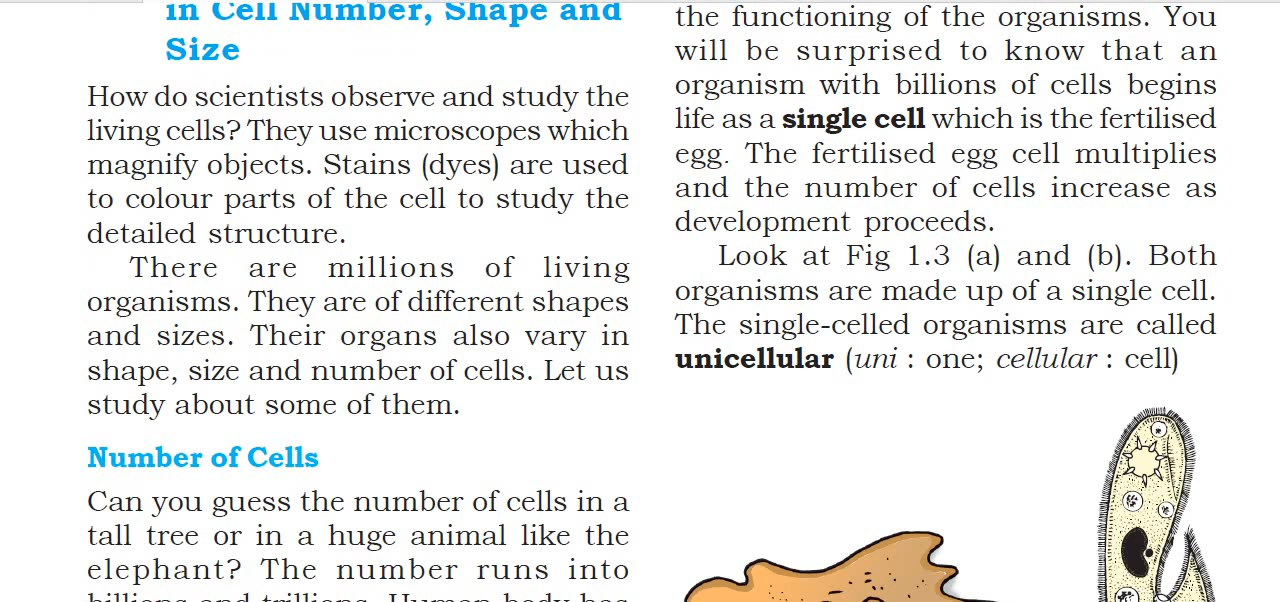 in Cell Number, Shape and
Size
How do scientists observe and study the
living cells? They use microscopes which
magnify objects. Stains (dyes) are used
to colour parts of the cell to study the
detailed structure.
There are millions of living
organisms. They are of different shapes
and sizes. Their organs also vary in
shape, size and number of cells. Let us
study about some of them.
Number of Cells
Can you guess the number of cells in a
tall tree or in a huge animal like the
elephant? The number runs into
billions and trillions. Human body has
the functioning of the organisms. You
will be surprised to know that an
organism with billions of cells begins
life as a single cell which is the fertilised
egg. The fertilised egg cell multiplies
and the number of cells increase as
development proceeds.
Look at Fig 1.3 (a) and (b). Both
organisms are made up of a single cell.
The single-celled organisms are called
unicellular (uni : one; cellular : cell)